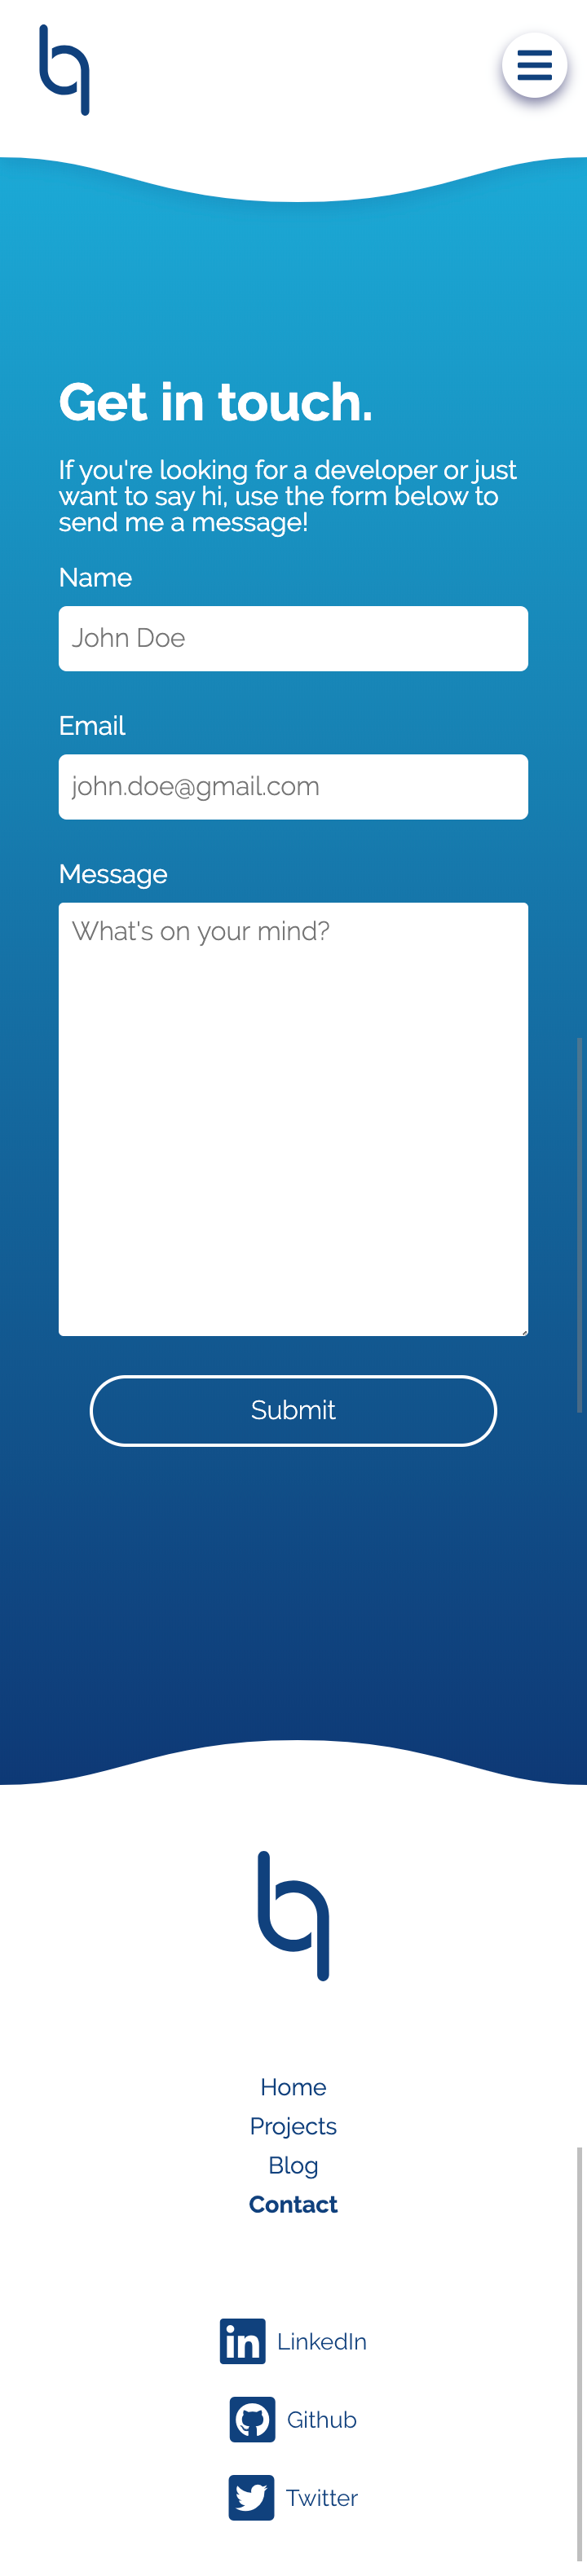 Get in touch.
If you're looking for a developer or just
want to say hi, use the form below to
send me a message!
Name
John Doe
Email
john.doe@gmail.com
Message
What's on your mind?
Submit
Home
Projects
Blog
Contact
LinkedIn
Github
Twitter